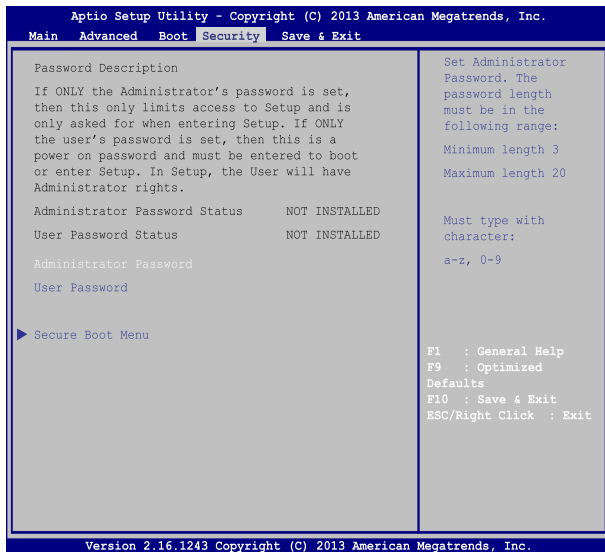 Aptio Setup Utility - Copyright (C) 2013 American Megatrends, Inc.
Main Advanced Boot Security Save & Exit
Password Description
If ONLY the Administrator's password is set,
then this only limits access to Setup and is
only asked for when entering Setup. If ONLY
the user's password is set, then this is a
power on password and must be entered to boot
or enter Setup. In Setup, the User will have
Administrator rights.
Administrator Password Status NOT INSTALLED
User Password Status NOT INSTALLED
Administrator Password
User Password
Secure Boot Menu
Set Administrator
Password. The
password length
must be in the
following range:
Minimum length 3
Maximum length 20
Must type with
character:
a-z, 0-9
F1 : General Help
F9 : Optimized
Defaults
F10 : Save & Exit
ESC/Right Click : Exit
Version 2.16.1243 Copyright (C) 2013 American Megatrends, Inc.